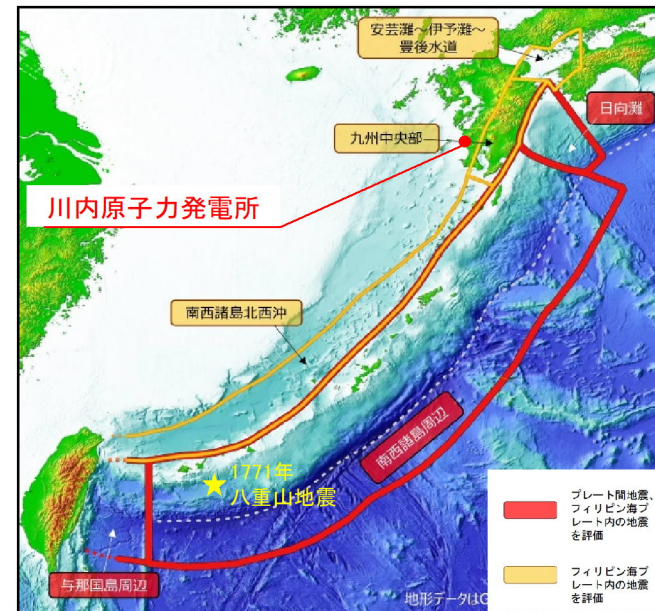 安芸灘～伊予灘～
豊後水道
日向灘
九州中央部
川内原子力発電所
南西諸島北西沖
南西諸島周辺
1771年
八重山地震
与那国島周辺
プレート間地震、
フィリピン海プ
レート内の地震
を評価
フィリピン海プ
レート内の地震
を評価
地形データはG